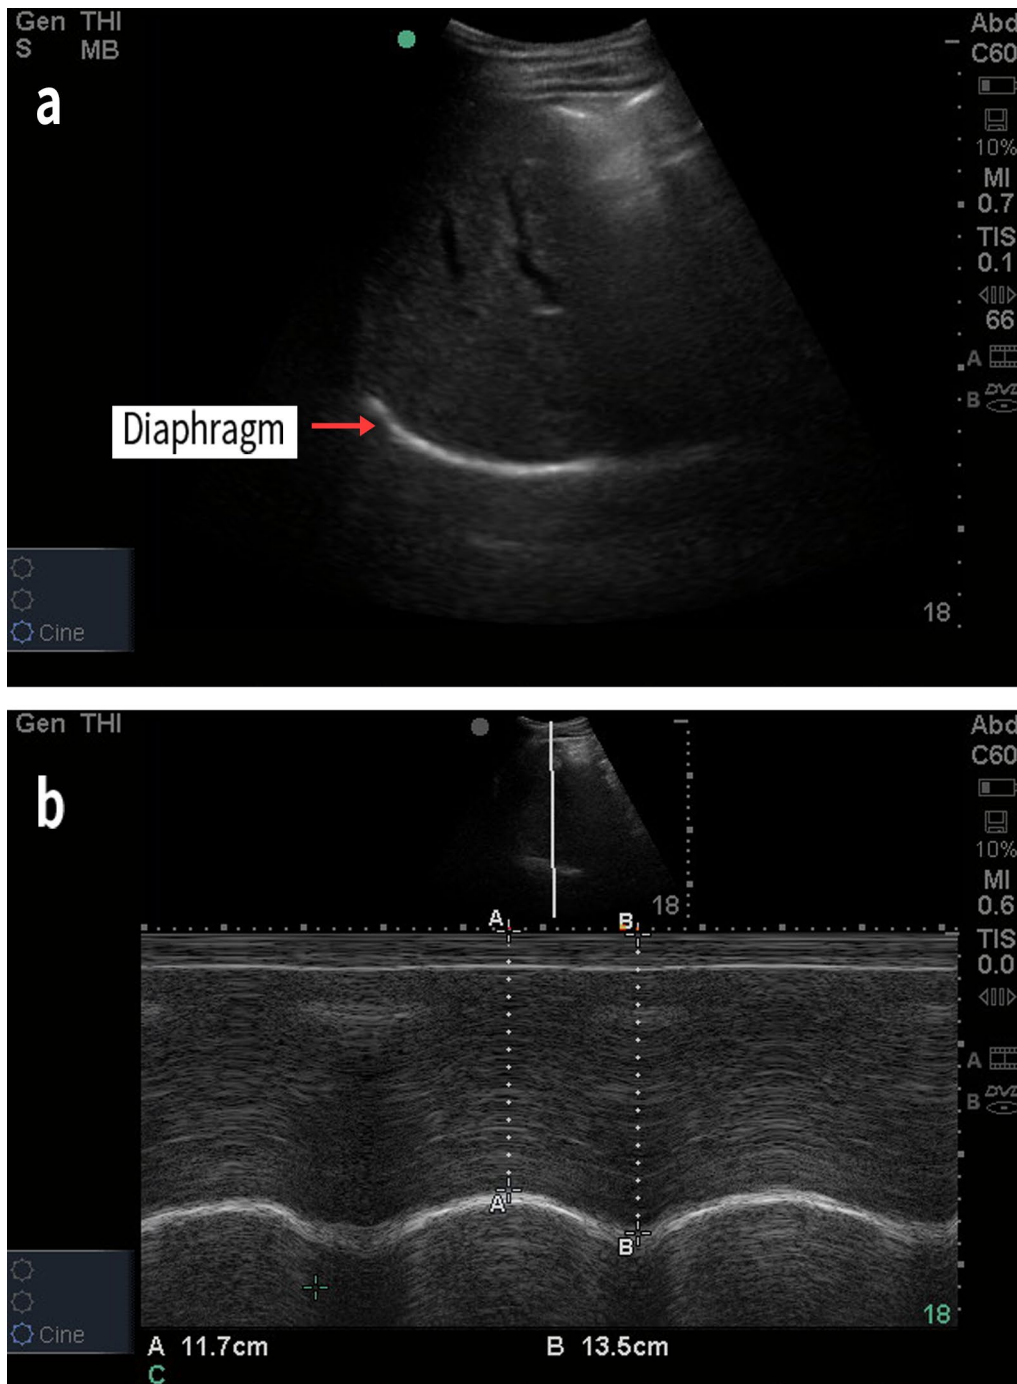 Gen THI
S MB
a
Abd
C60
10%
MI
0.7
TIS
0.1
66
A
B DVD
Diaphragm
Cine
18
Gen THI
b
Abd
C60
10%
MI
0.6
TIS
0.0
A
B DVD
18
A B
A
B
Cine
18
A 11.7cm B 13.5cm
C